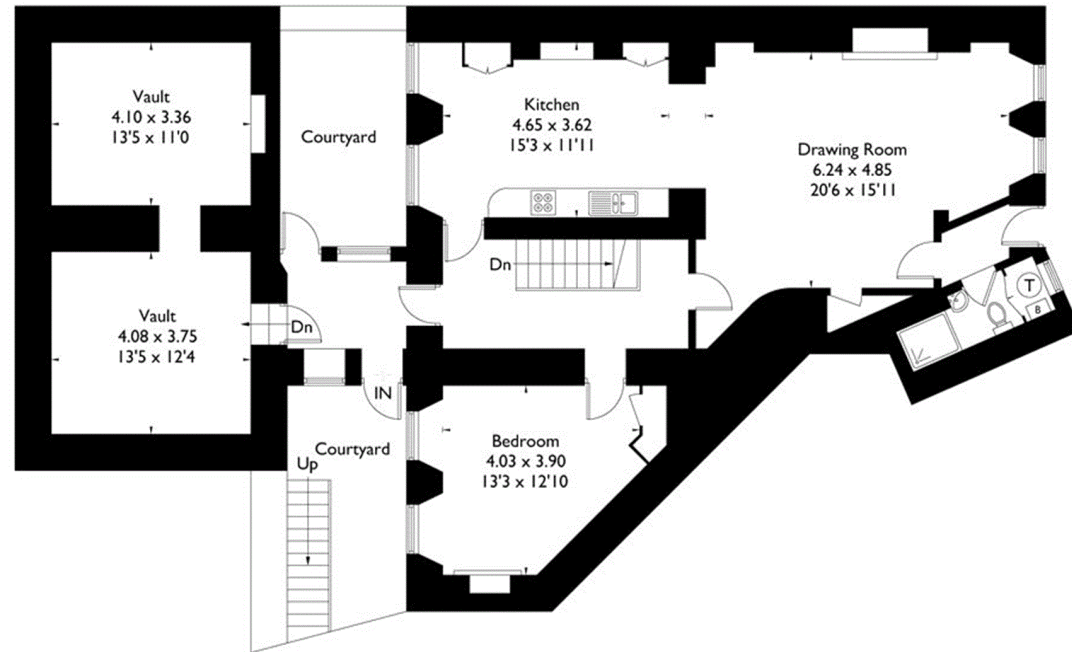 Vault
4.10 x 3.36
13'5 x 11'0
Courtyard
Kitchen
4.65 x 3.62
15'3 x 11'11
Drawing Room
6.24 x 4.85
20'6 x 15'11
Dn
T
B
Vault
4.08 x 3.75
13'5 x 12'4
Dn
IN
Courtyard
Up
Bedroom
4.03 x 3.90
13'3 x 12'10